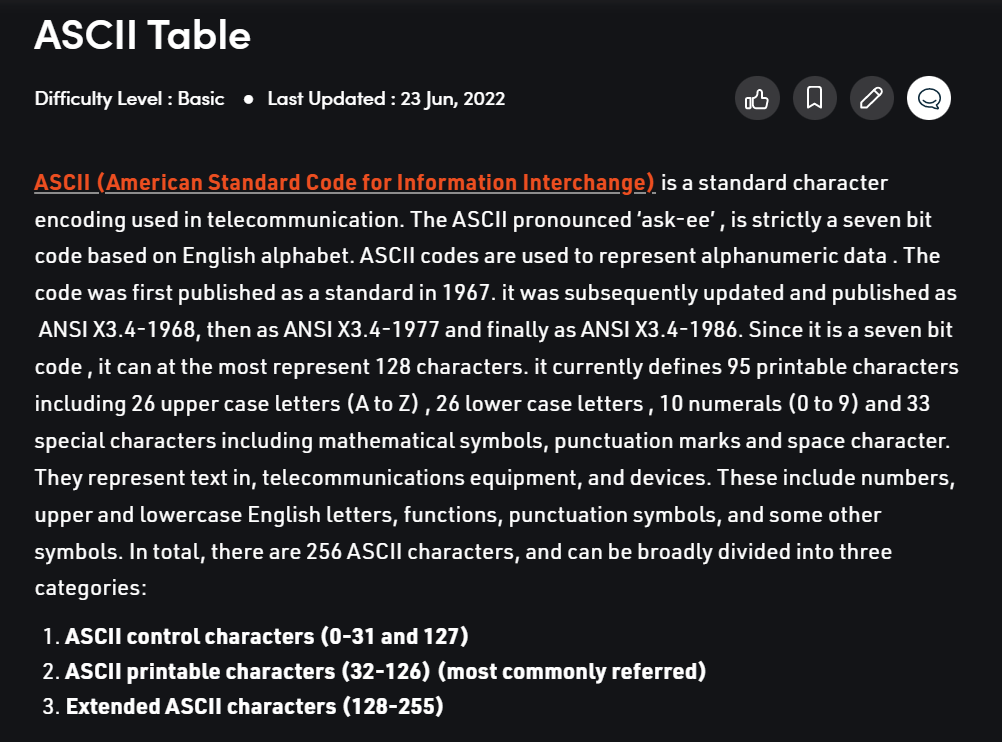 ASCII Table
Difficulty Level : Basic ● Last Updated : 23 Jun, 2022
ASCII (American Standard Code for Information Interchange) is a standard character
encoding used in telecommunication. The ASCII pronounced ‘ask-ee’ , is strictly a seven bit
code based on English alphabet. ASCII codes are used to represent alphanumeric data . The
code was first published as a standard in 1967. it was subsequently updated and published as
ANSI X3.4-1968, then as ANSI X3.4-1977 and finally as ANSI X3.4-1986. Since it is a seven bit
code , it can at the most represent 128 characters. it currently defines 95 printable characters
including 26 upper case letters (A to Z) , 26 lower case letters , 10 numerals (0 to 9) and 33
special characters including mathematical symbols, punctuation marks and space character.
They represent text in, telecommunications equipment, and devices. These include numbers,
upper and lowercase English letters, functions, punctuation symbols, and some other
symbols. In total, there are 256 ASCII characters, and can be broadly divided into three
categories:
1. ASCII control characters (0-31 and 127)
2. ASCII printable characters (32-126) (most commonly referred)
3. Extended ASCII characters (128-255)